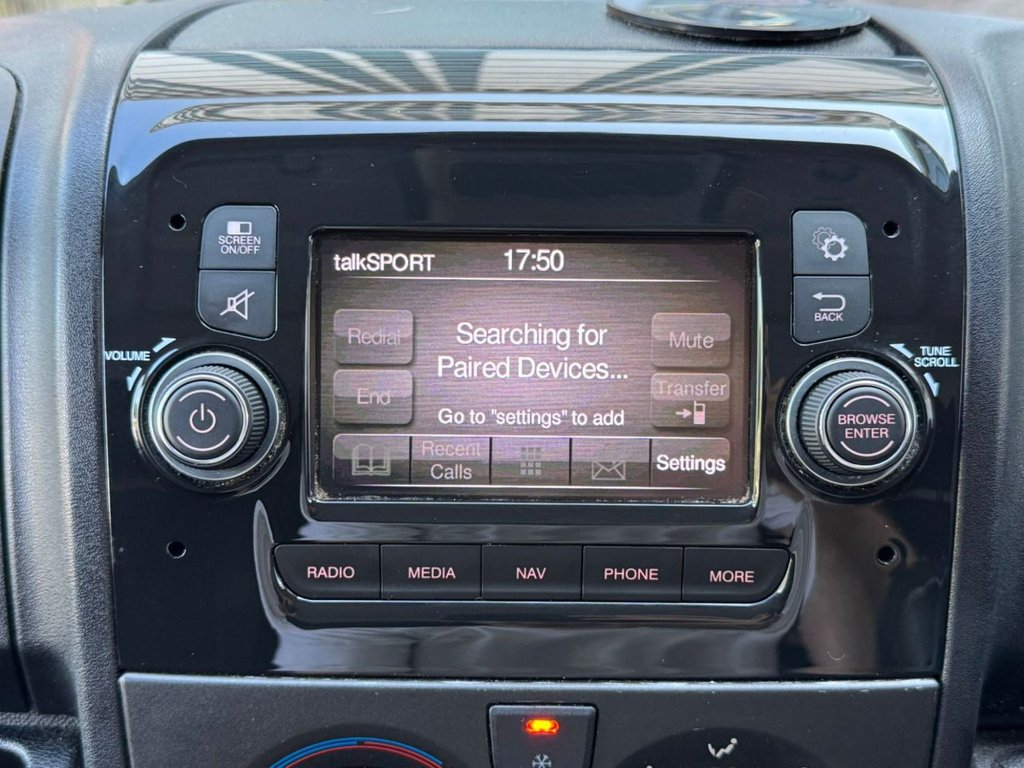 SCREEN
ON/OFF
talkSPORT 17:50
BACK
VOLUME
TUNE
SCROLL
Redial
Searching for
Paired Devices...
Mute
End
Transfer
Go to "settings" to add
BROWSE
ENTER
Recent
Calls
Settings
RADIO MEDIA NAV PHONE MORE